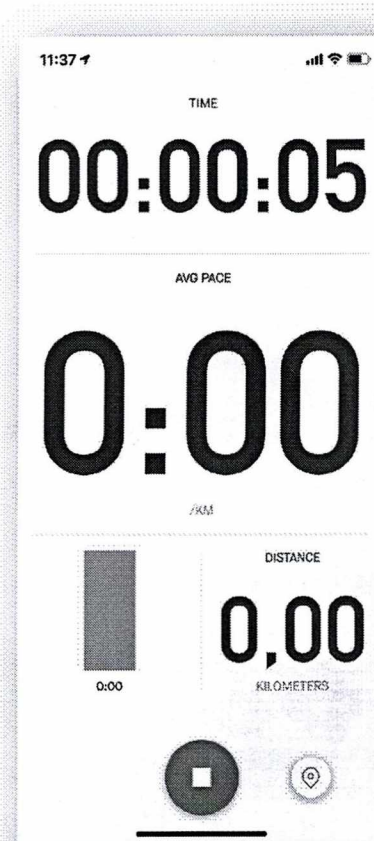 11:37
TIME
00:00:05
AVG PACE
0:00
/KM
DISTANCE
0,00
0:00
KILOMETERS